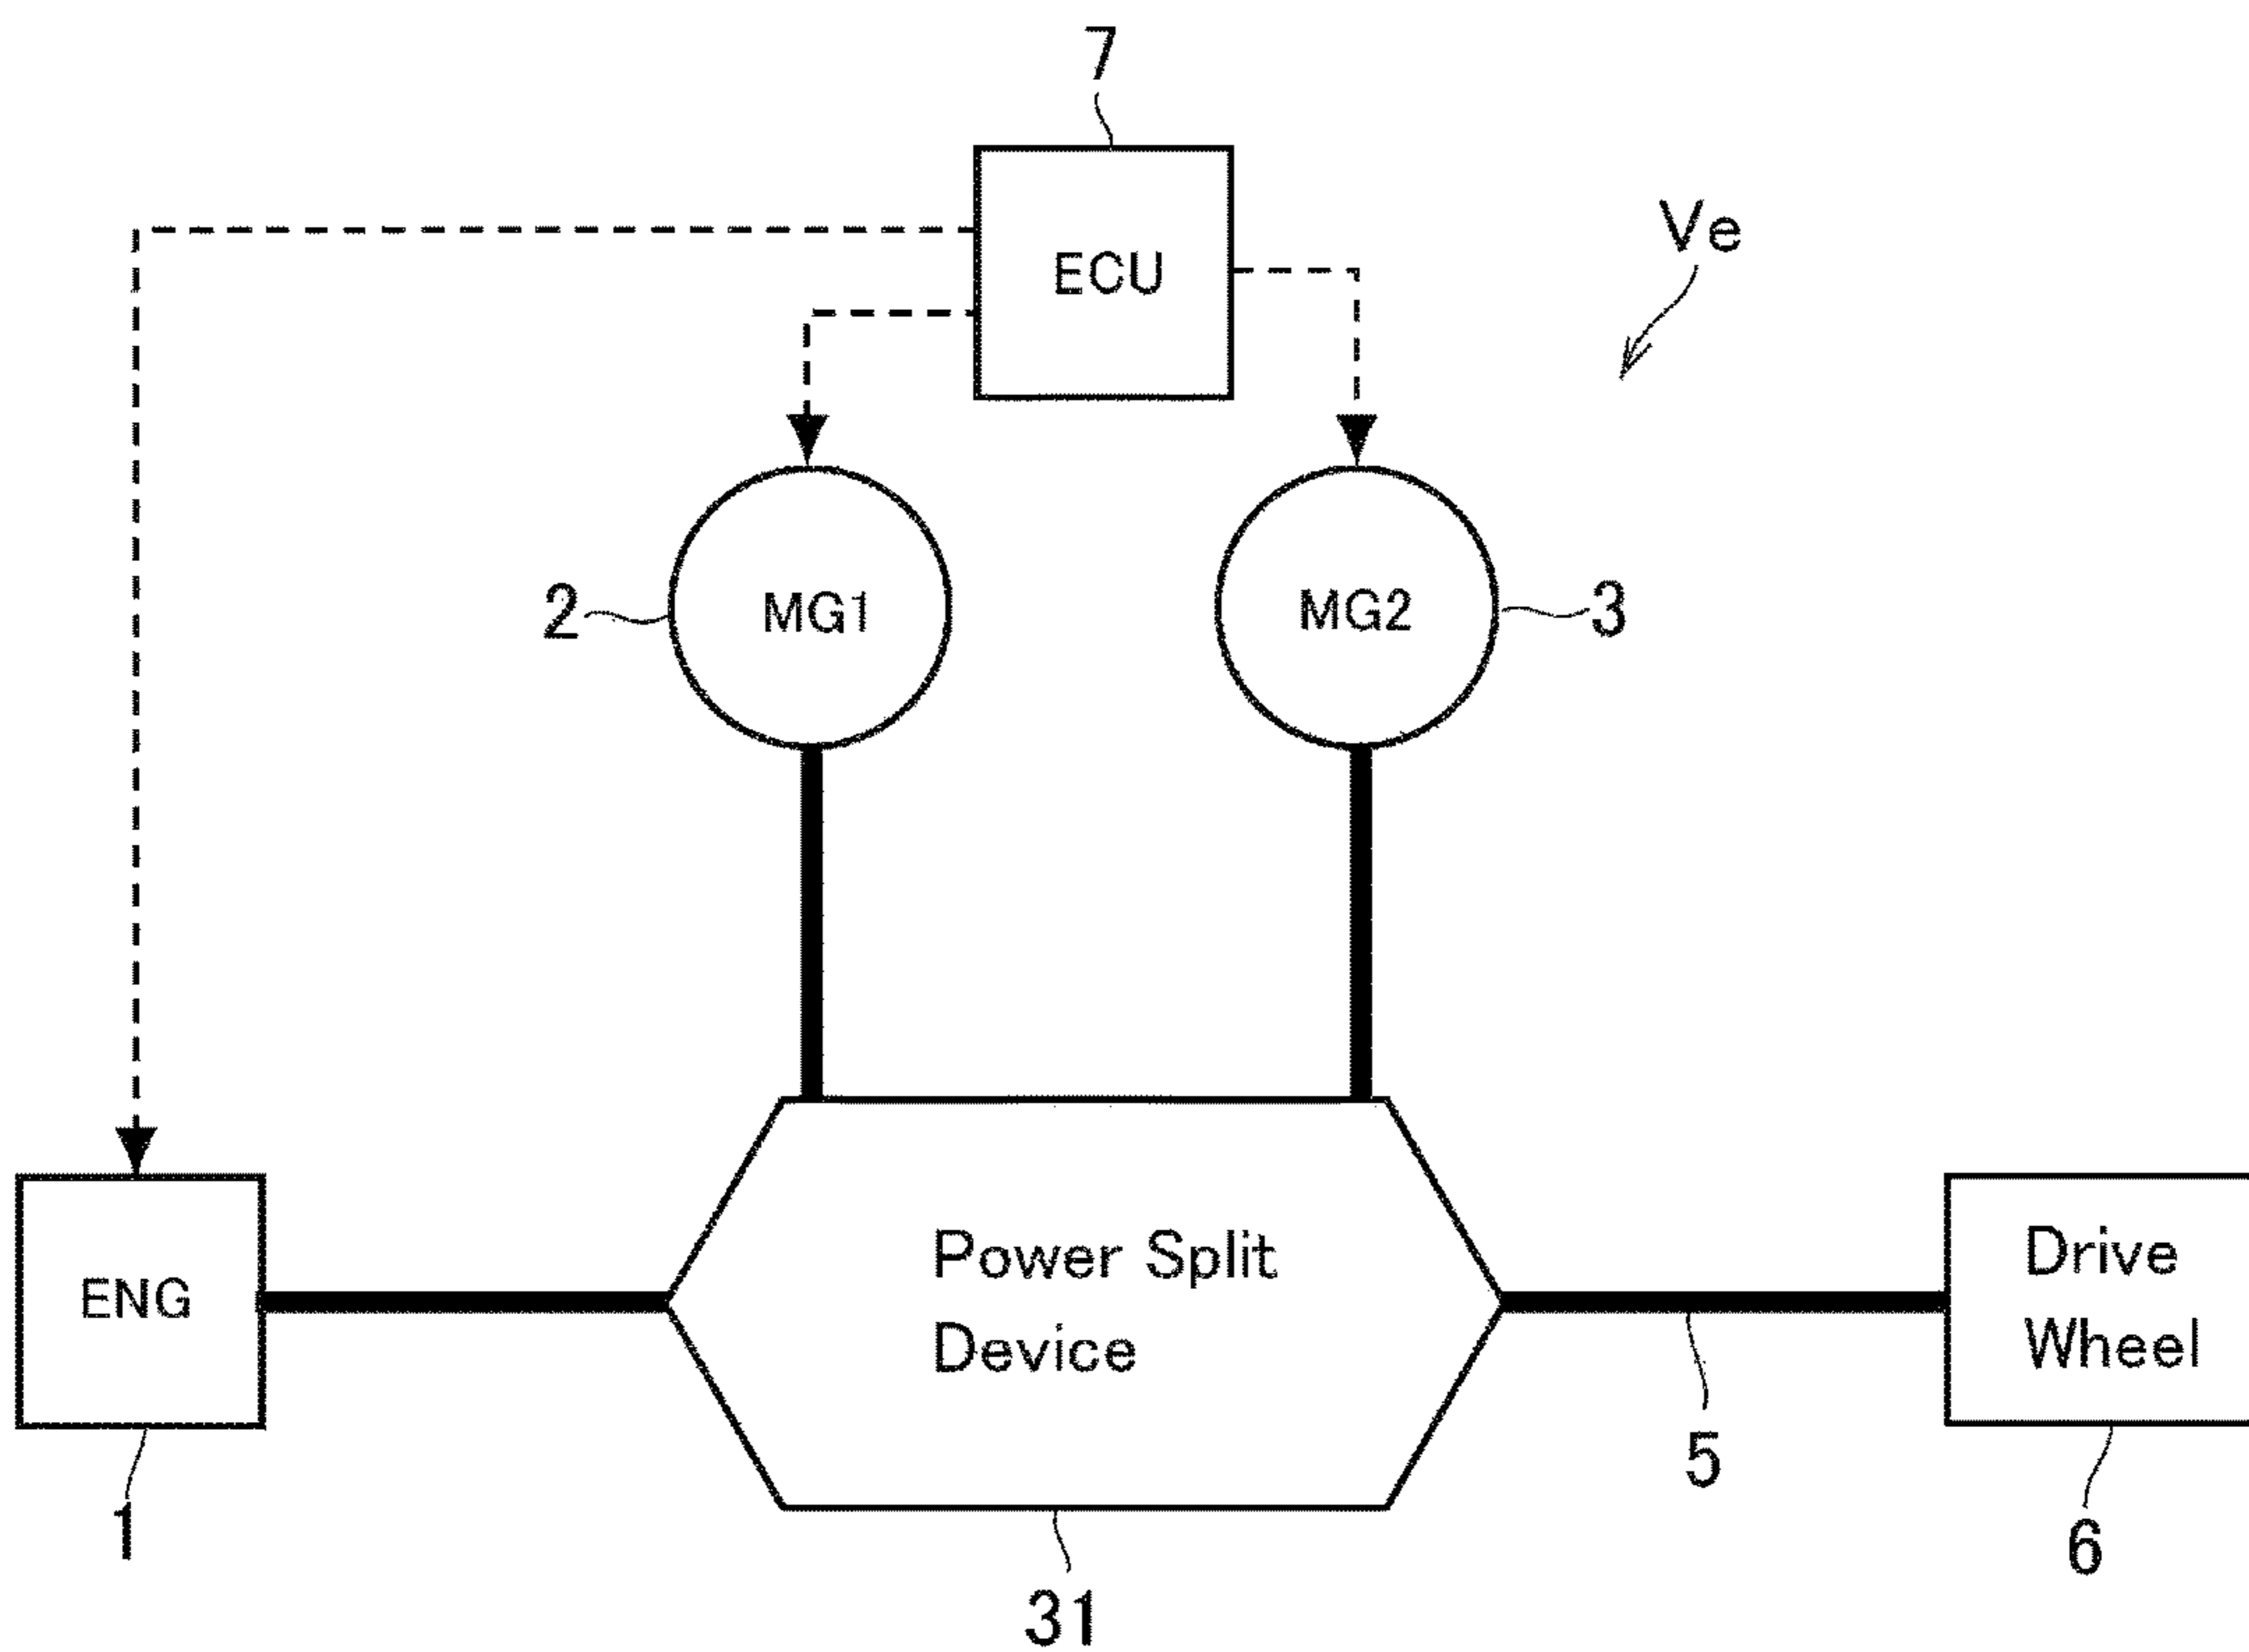 7
Ve
ECU
2
MG1
MG2
3
Power Split
Device
ENG
Drive
Wheel
5
1
6
31